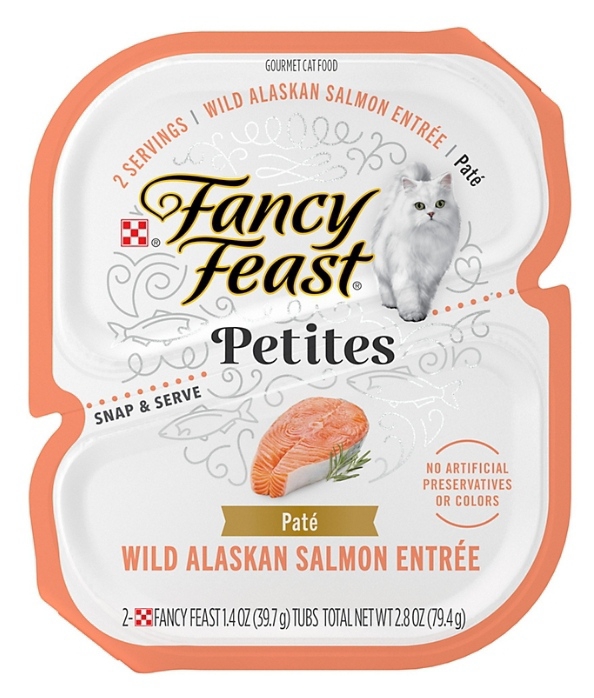 GOURMET CAT FOOD
2 SERVINGS | WILD ALASKAN SALMON ENTRÉE | Paté
Fancy
Feast®
®
Petites
SNAP & SERVE
NO ARTIFICIAL
PRESERVATIVES
OR COLORS
Paté
WILD ALASKAN SALMON ENTRÉE
2- FANCY FEAST 1.4 OZ (39.7 g) TUBS TOTAL NET WT 2.8 OZ (79.4 g)